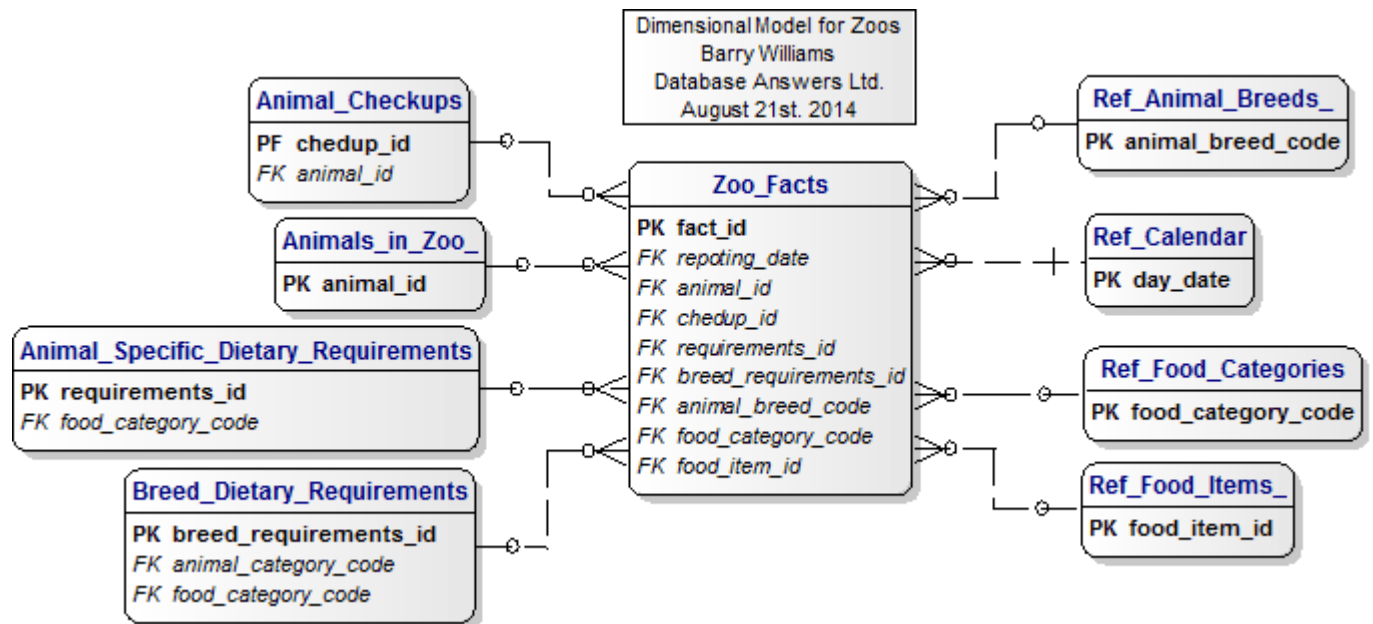 Dimensional Model for Zoos
Barry Williams
Database Answers Ltd.
August 21st. 2014
Animal_Checkups
PF chedup_id
FK animal_id
Animals_in_Zoo_
PK animal_id
Animal_Specific_Dietary_Requirements
PK requirements_id
FK food_category_code
Breed_Dietary_Requirements
PK breed_requirements_id
FK animal_category_code
FK food_category_code
Zoo_Facts
PK fact_id
FK repoting_date
FK animal_id
FK chedup_id
FK requirements_id
FK breed_requirements_id
FK animal_breed_code
FK food_category_code
FK food_item_id
Ref_Animal_Breeds_
PK animal_breed_code
Ref_Calendar
PK day_date
Ref_Food_Categories
PK food_category_code
Ref_Food_Items_
PK food_item_id